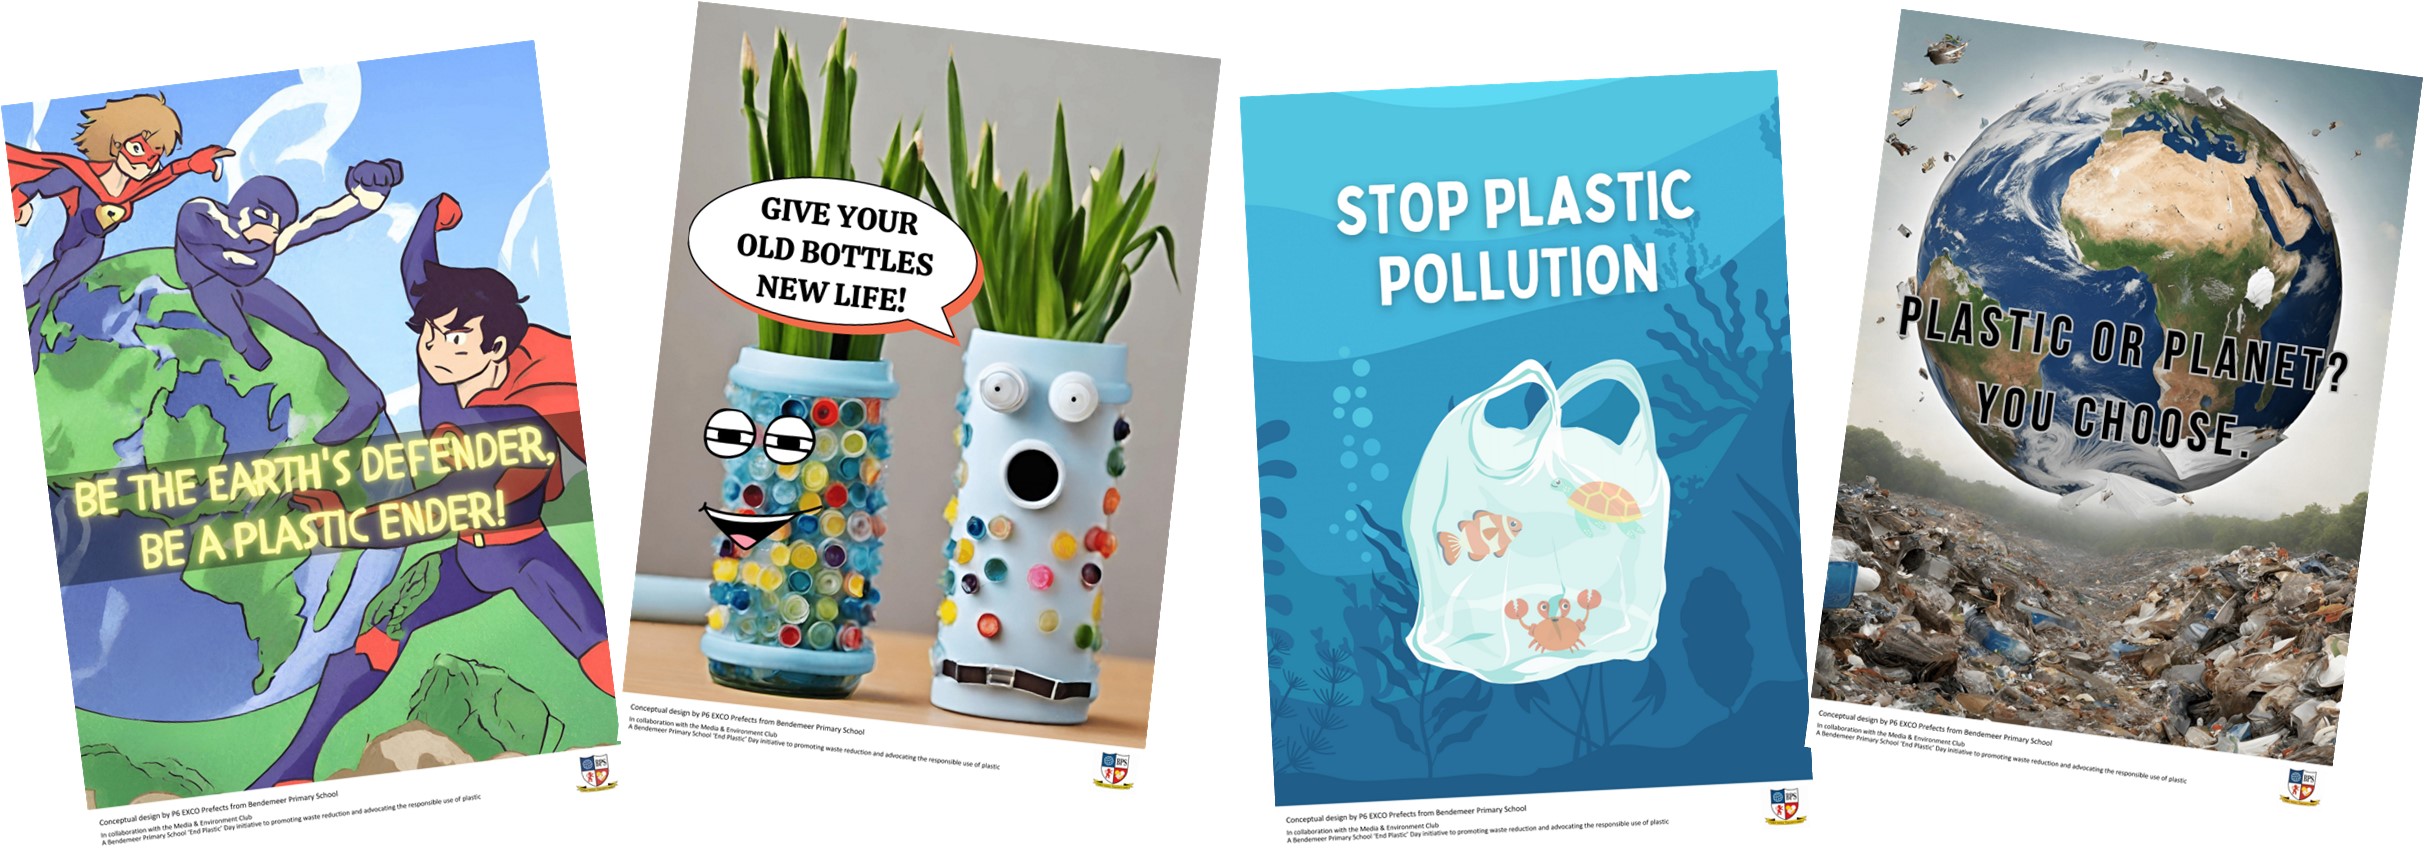 BE THE EARTH'S DEFENDER,
BE A PLASTIC ENDER!
Conceptual design by P6 EXCO Prefects from Bendemeer Primary School
In collaboration with the Media & Environment Club
A Bendemeer Primary School 'End Plastic' Day initiative to promoting waste reduction and advocating the responsible use of plastic
BPS
GIVE YOUR
OLD BOTTLES
NEW LIFE!
Conceptual design by P6 EXCO Prefects from Bendemeer Primary School
In collaboration with the Media & Environment Club
A Bendemeer Primary School 'End Plastic' Day initiative to promoting waste reduction and advocating the responsible use of plastic
BPS
STOP PLASTIC
POLLUTION
Conceptual design by P6 EXCO Prefects from Bendemeer Primary School
In collaboration with the Media & Environment Club
A Bendemeer Primary School 'End Plastic' Day initiative to promoting waste reduction and advocating the responsible use of plastic
BPS
PLASTIC OR PLANET?
YOU CHOOSE.
Conceptual design by P6 EXCO Prefects from Bendemeer Primary School
In collaboration with the Media & Environment Club
A Bendemeer Primary School 'End Plastic' Day initiative to promoting waste reduction and advocating the responsible use of plastic
BPS